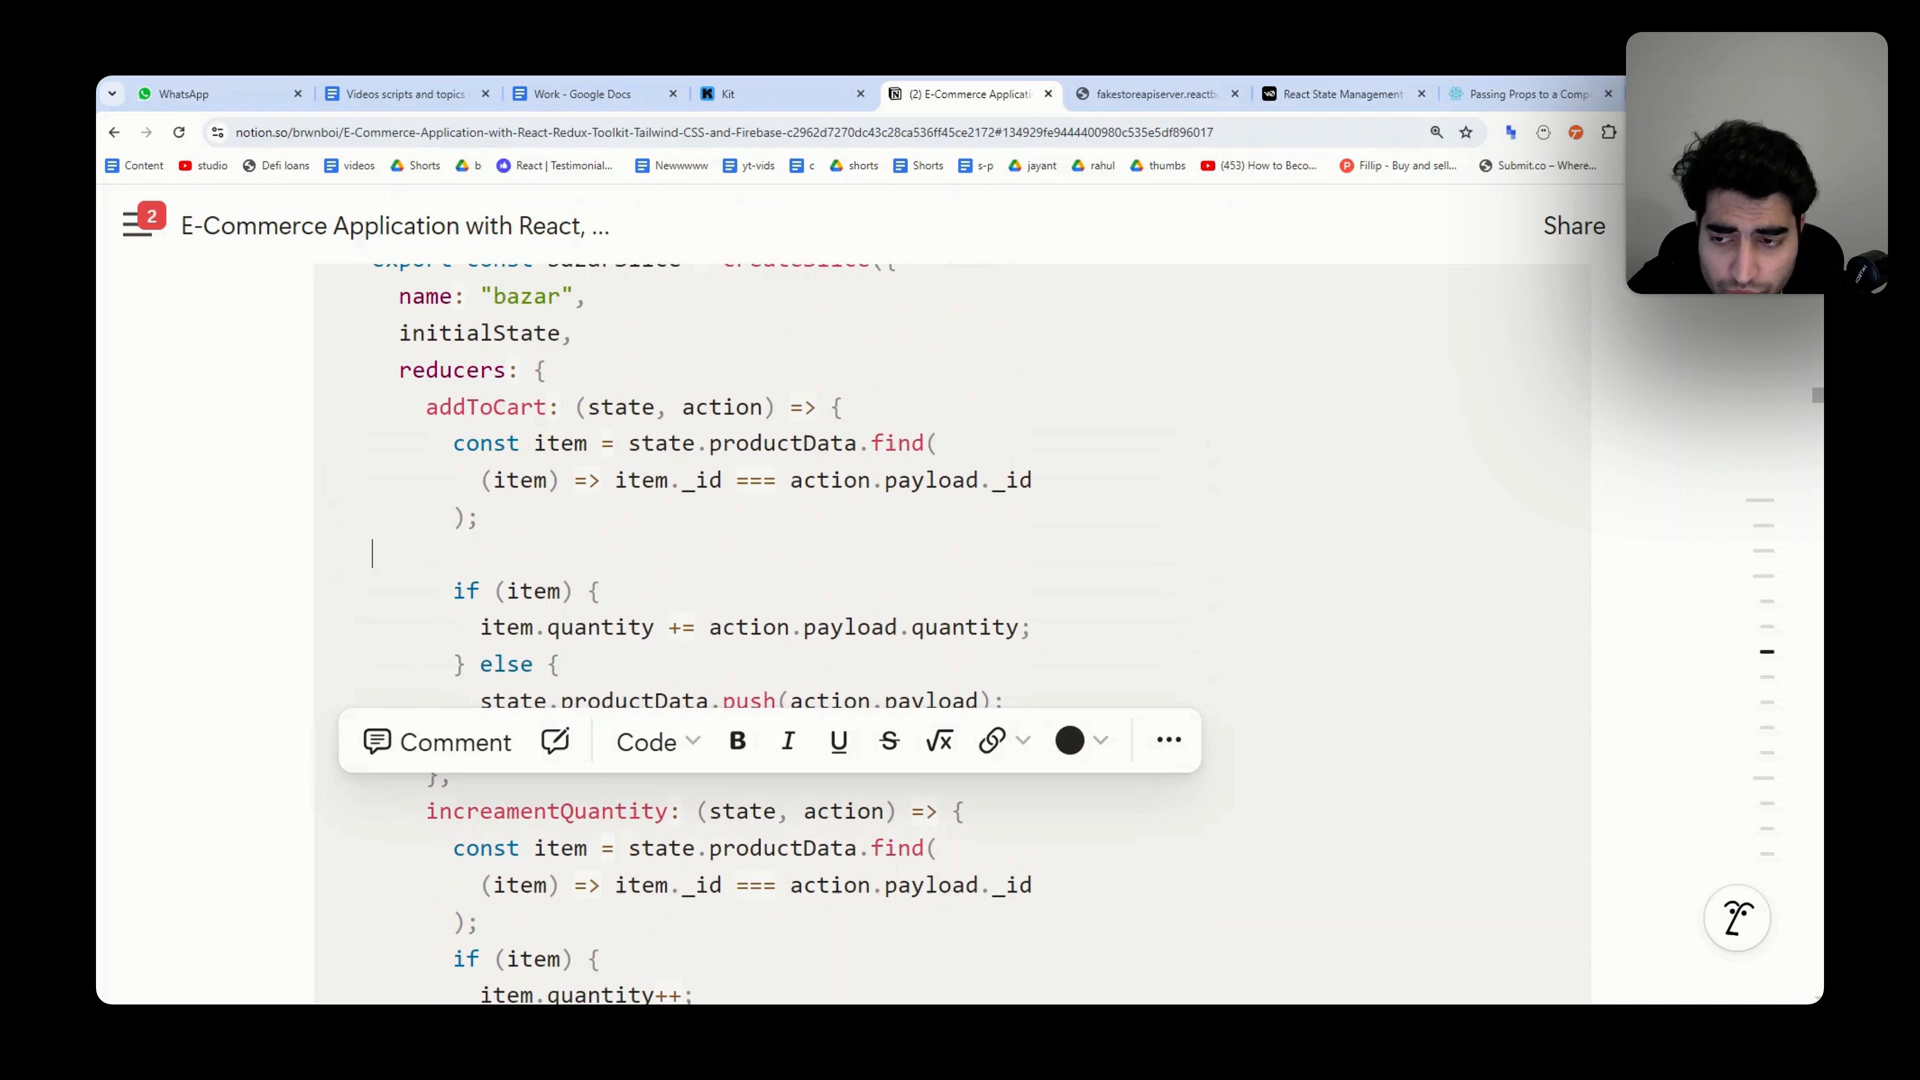 WhatsApp
Videos scripts and topics
Work - Google Docs
Kit
(2) E-Commerce Applicati
fakestoreapiserver.reactb
React State Management
Passing Props to a Comp
notion.so/brwnboi/E-Commerce-Application-with-React-Redux-Toolkit-Tailwind-CSS-and-Firebase-c2962d7270dc43c28ca536ff45ce2172#134929fe9444400980c535e5df896017
Content
studio
Defi loans
videos
Shorts
b
React | Testimonial...
Newwwww
yt-vids
c
shorts
Shorts
s-p
jayant
rahul
thumbs
(453) How to Beco...
Fillip - Buy and sell...
Submit.co – Where...
2
E-Commerce Application with React, ...
Share
export const bazarSlice = createSlice({
name: "bazar",
initialState,
reducers: {
addToCart: (state, action) => {
const item = state.productData.find(
(item) => item._id === action.payload._id
);
if (item) {
item.quantity += action.payload.quantity;
} else {
state.productData.push(action.payload);
Comment
Code
B
I
U
S
√x
},
increamentQuantity: (state, action) => {
const item = state.productData.find(
(item) => item._id === action.payload._id
);
if (item) {
item.quantity++;